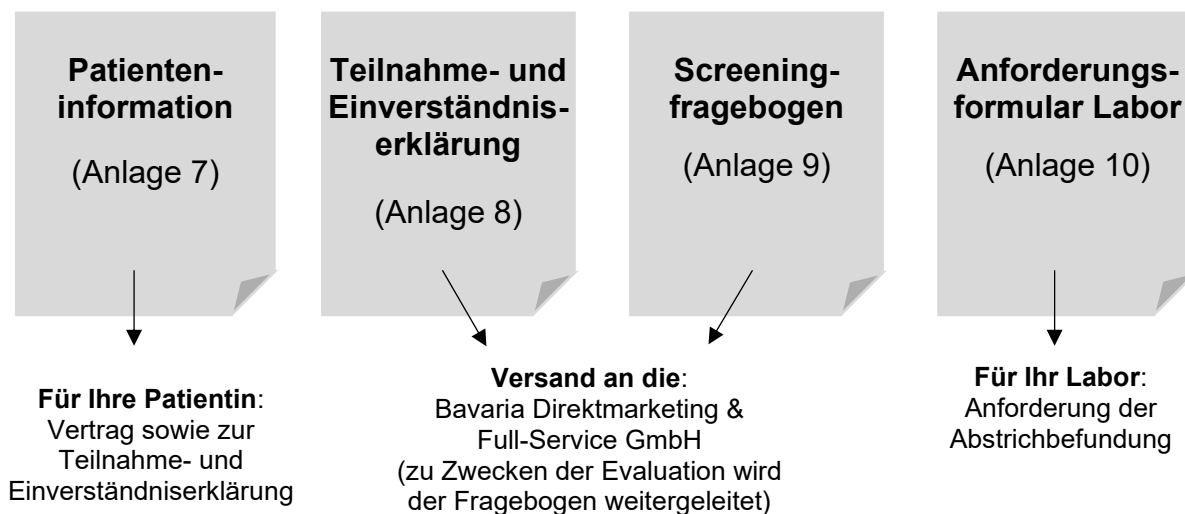 Patienten-
information
(Anlage 7)
Teilnahme- und
Einverständnis-
erklärung
(Anlage 8)
Screening-
fragebogen
(Anlage 9)
Anforderungs-
formular Labor
(Anlage 10)
Für Ihre Patientin:
Vertrag sowie zur
Teilnahme- und
Einverständniserklärung
Versand an die:
Bavaria Direktmarketing &
Full-Service GmbH
(zu Zwecken der Evaluation wird
der Fragebogen weitergeleitet)
Für Ihr Labor:
Anforderung der
Abstrichbefundung